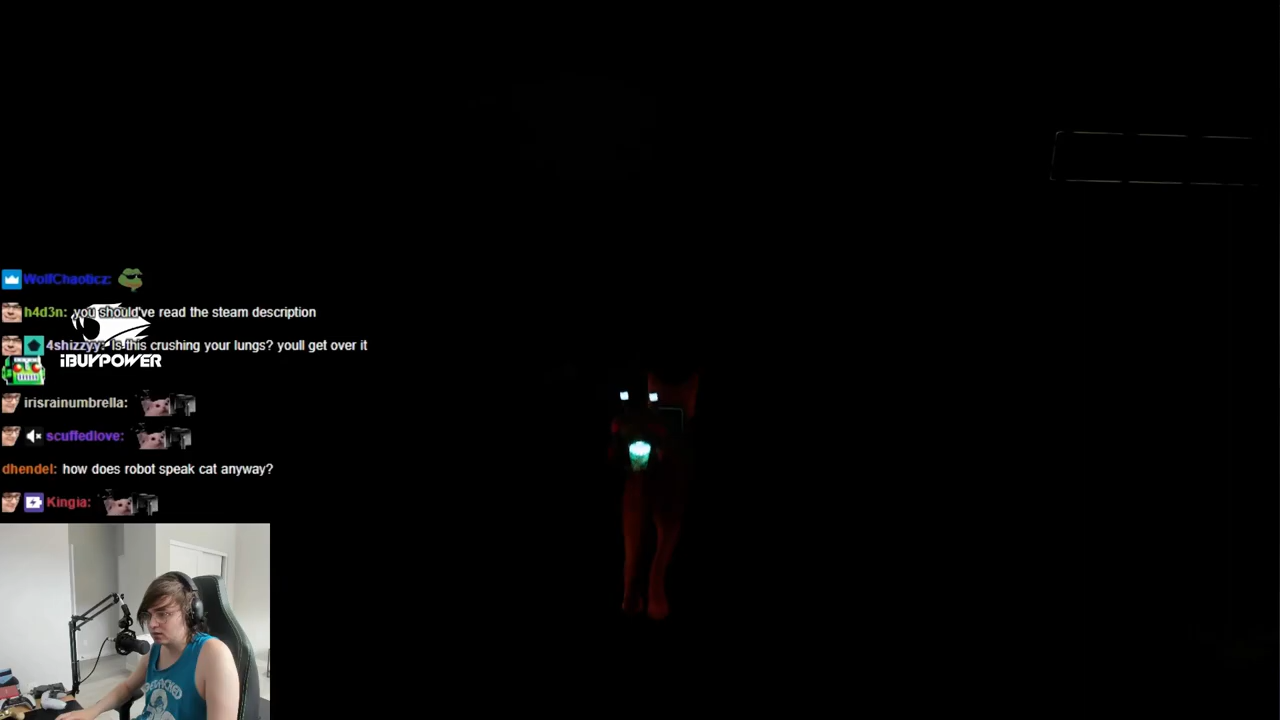 WolfChaoticz:
h4d3n: you should've read the steam description
4shizzyy: Is this crushing your lungs? youll get over it
iBUYPOWER
irisrainumbrella:
scuffedlove:
dhendel: how does robot speak cat anyway?
Kingia: